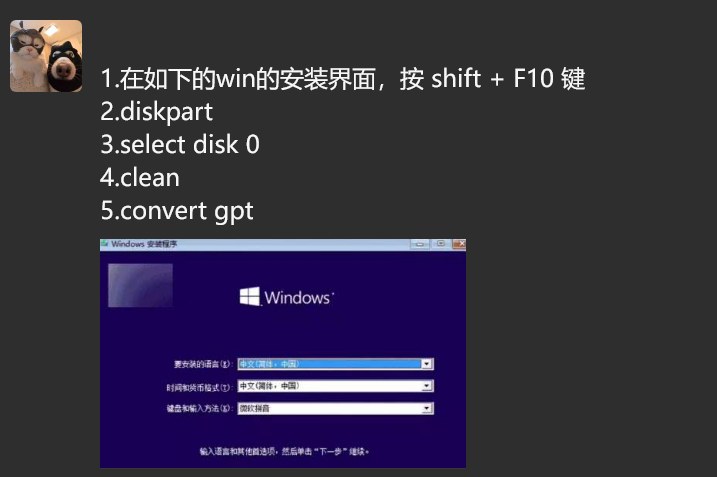 1.在如下的win的安装界面，按 shift + F10 键
2.diskpart
3.select disk 0
4.clean
5.convert gpt
Windows 安装程序
Windows
要安装的语言(E): 中文(简体，中国)
时间和货币格式(T): 中文(简体，中国)
键盘和输入方法(K): 微软拼音
输入语言和其他首选项，然后单击“下一步”继续。